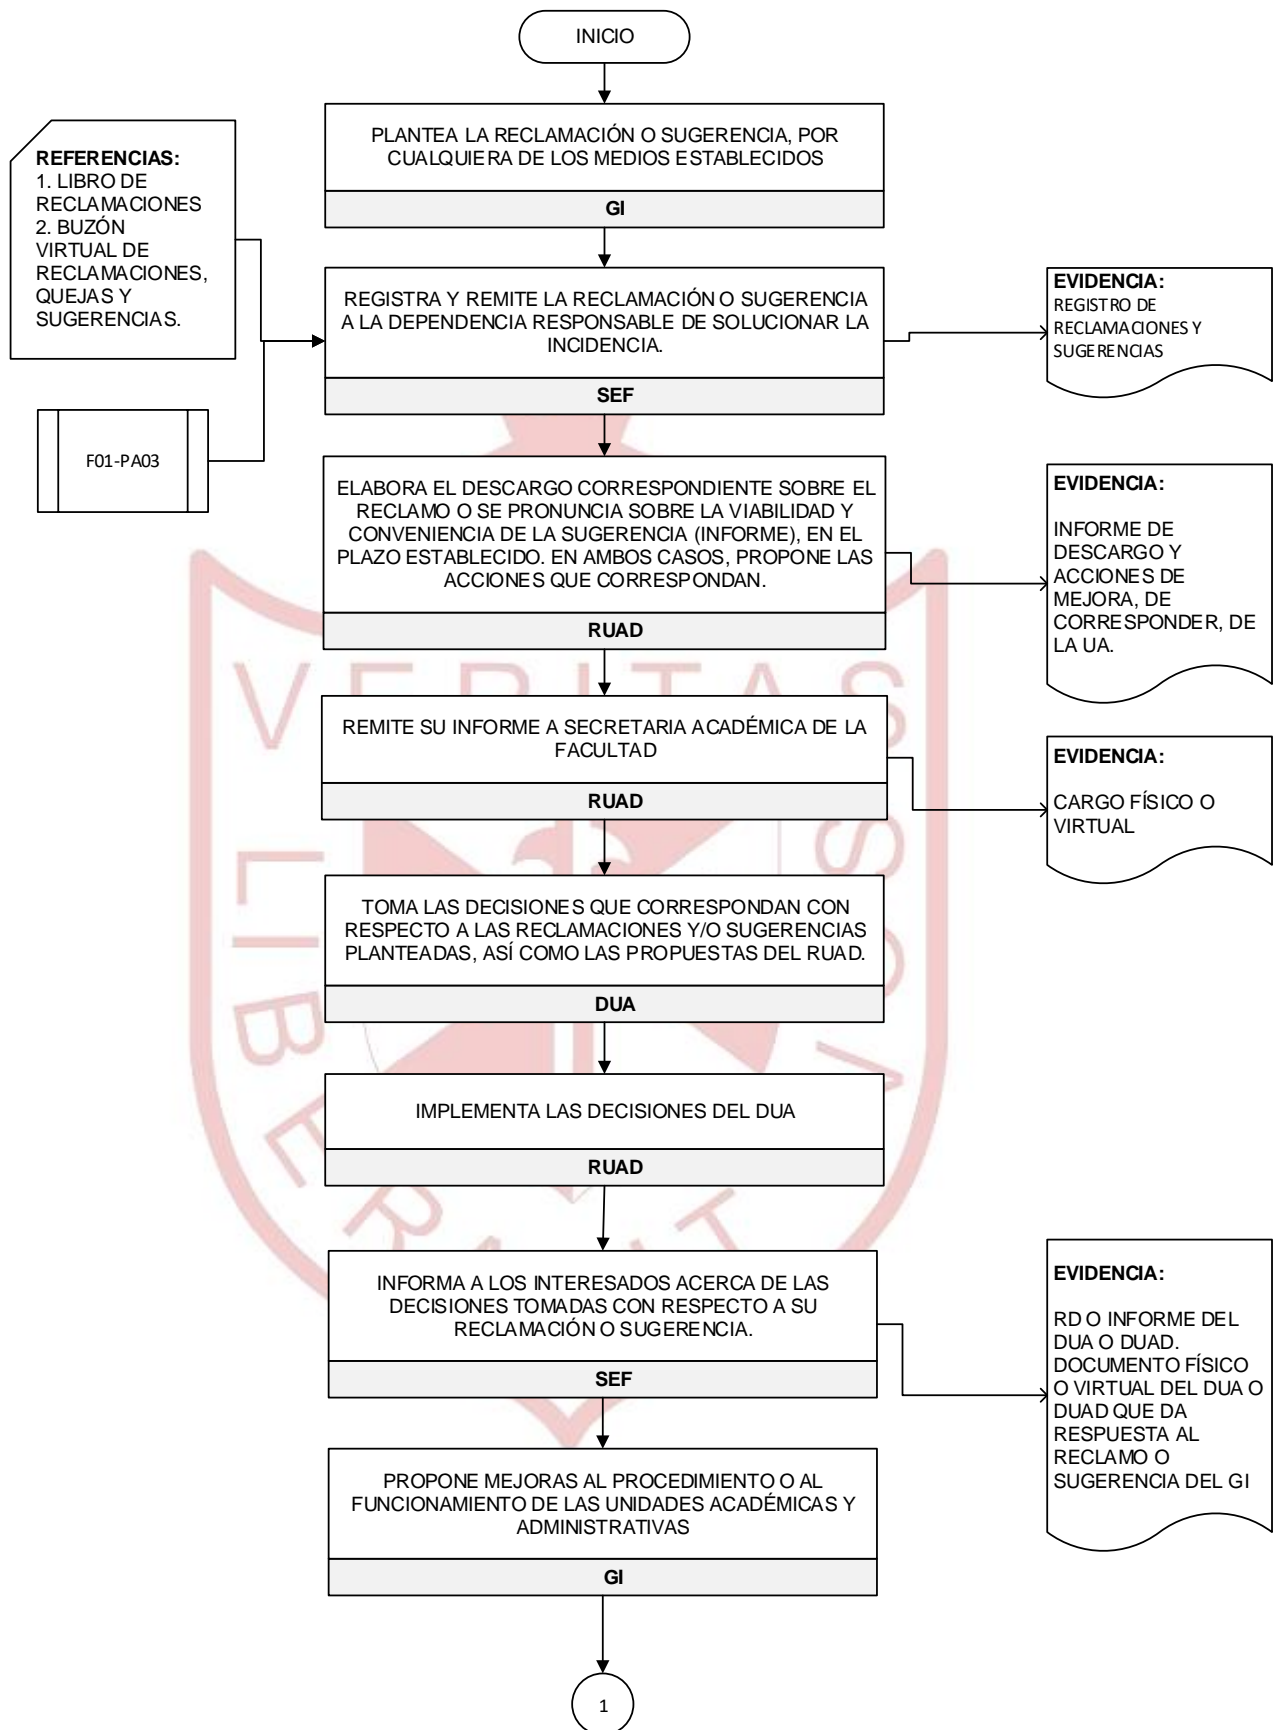 INICIO
PLANTEA LA RECLAMACIÓN O SUGERENCIA, POR
CUALQUIERA DE LOS MEDIOS ESTABLECIDOS
GI
REFERENCIAS:
1. LIBRO DE
RECLAMACIONES
2. BUZÓN
VIRTUAL DE
RECLAMACIONES,
QUEJAS Y
SUGERENCIAS.
REGISTRA Y REMITE LA RECLAMACIÓN O SUGERENCIA
A LA DEPENDENCIA RESPONSABLE DE SOLUCIONAR LA
INCIDENCIA.
SEF
EVIDENCIA:
REGISTRO DE
RECLAMACIONES Y
SUGERENCIAS
F01-PA03
ELABORA EL DESCARGO CORRESPONDIENTE SOBRE EL
RECLAMO O SE PRONUNCIA SOBRE LA VIABILIDAD Y
CONVENIENCIA DE LA SUGERENCIA (INFORME), EN EL
PLAZO ESTABLECIDO. EN AMBOS CASOS, PROPONE LAS
ACCIONES QUE CORRESPONDAN.
RUAD
EVIDENCIA:
INFORME DE
DESCARGO Y
ACCIONES DE
MEJORA, DE
CORRESPONDER, DE
LA UA.
REMITE SU INFORME A SECRETARIA ACADÉMICA DE LA
FACULTAD
RUAD
EVIDENCIA:
CARGO FÍSICO O
VIRTUAL
TOMA LAS DECISIONES QUE CORRESPONDAN CON
RESPECTO A LAS RECLAMACIONES Y/O SUGERENCIAS
PLANTEADAS, ASÍ COMO LAS PROPUESTAS DEL RUAD.
DUA
IMPLEMENTA LAS DECISIONES DEL DUA
RUAD
INFORMA A LOS INTERESADOS ACERCA DE LAS
DECISIONES TOMADAS CON RESPECTO A SU
RECLAMACIÓN O SUGERENCIA.
SEF
EVIDENCIA:
RD O INFORME DEL
DUA O DUAD.
DOCUMENTO FÍSICO
O VIRTUAL DEL DUA O
DUAD QUE DA
RESPUESTA AL
RECLAMO O
SUGERENCIA DEL GI
PROPONE MEJORAS AL PROCEDIMIENTO O AL
FUNCIONAMIENTO DE LAS UNIDADES ACADÉMICAS Y
ADMINISTRATIVAS
GI
1
VERITAS